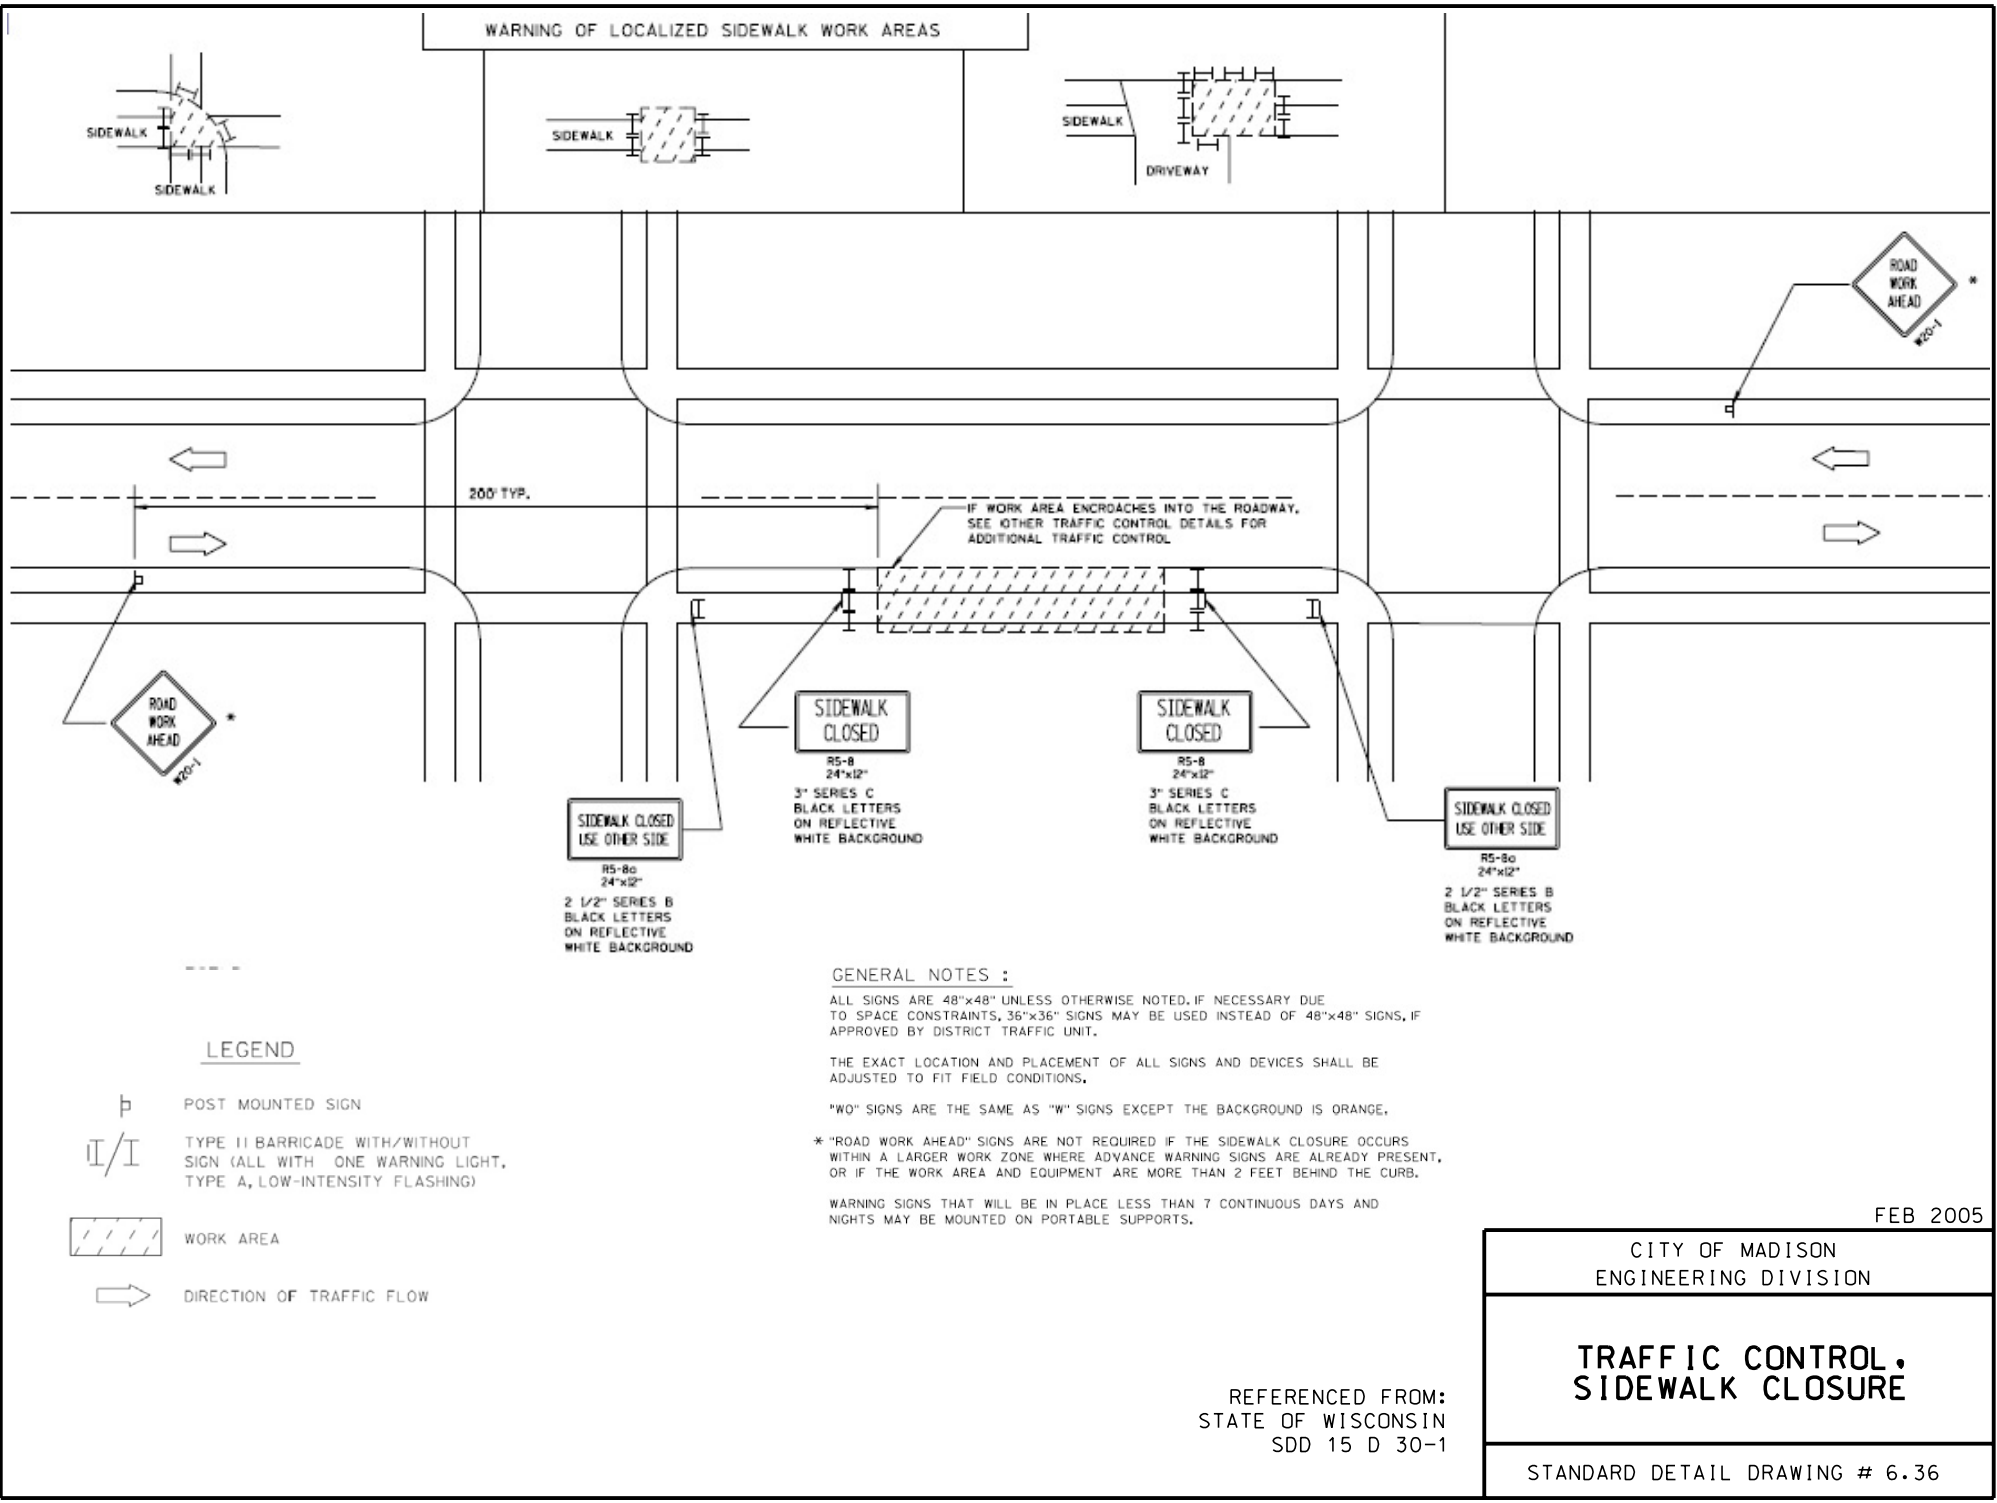 WARNING OF LOCALIZED SIDEWALK WORK AREAS
SIDEWALK
SIDEWALK
SIDEWALK
SIDEWALK
DRIVEWAY
ROAD
WORK
AHEAD
*
W20-1
200' TYP.
IF WORK AREA ENCROACHES INTO THE ROADWAY,
SEE OTHER TRAFFIC CONTROL DETAILS FOR
ADDITIONAL TRAFFIC CONTROL
ROAD
WORK
AHEAD
*
W20-1
SIDEWALK
CLOSED
R5-8
24"x12"
3" SERIES C
BLACK LETTERS
ON REFLECTIVE
WHITE BACKGROUND
SIDEWALK
CLOSED
R5-8
24"x12"
3" SERIES C
BLACK LETTERS
ON REFLECTIVE
WHITE BACKGROUND
SIDEWALK CLOSED
USE OTHER SIDE
R5-8a
24"x12"
2 1/2" SERIES B
BLACK LETTERS
ON REFLECTIVE
WHITE BACKGROUND
SIDEWALK CLOSED
USE OTHER SIDE
R5-8a
24"x12"
2 1/2" SERIES B
BLACK LETTERS
ON REFLECTIVE
WHITE BACKGROUND
LEGEND
POST MOUNTED SIGN
TYPE II BARRICADE WITH/WITHOUT
SIGN (ALL WITH ONE WARNING LIGHT,
TYPE A, LOW-INTENSITY FLASHING)
WORK AREA
DIRECTION OF TRAFFIC FLOW
GENERAL NOTES :
ALL SIGNS ARE 48"x48" UNLESS OTHERWISE NOTED. IF NECESSARY DUE
TO SPACE CONSTRAINTS, 36"x36" SIGNS MAY BE USED INSTEAD OF 48"x48" SIGNS, IF
APPROVED BY DISTRICT TRAFFIC UNIT.
THE EXACT LOCATION AND PLACEMENT OF ALL SIGNS AND DEVICES SHALL BE
ADJUSTED TO FIT FIELD CONDITIONS.
"WO" SIGNS ARE THE SAME AS "W" SIGNS EXCEPT THE BACKGROUND IS ORANGE.
* "ROAD WORK AHEAD" SIGNS ARE NOT REQUIRED IF THE SIDEWALK CLOSURE OCCURS
WITHIN A LARGER WORK ZONE WHERE ADVANCE WARNING SIGNS ARE ALREADY PRESENT,
OR IF THE WORK AREA AND EQUIPMENT ARE MORE THAN 2 FEET BEHIND THE CURB.
WARNING SIGNS THAT WILL BE IN PLACE LESS THAN 7 CONTINUOUS DAYS AND
NIGHTS MAY BE MOUNTED ON PORTABLE SUPPORTS.
REFERENCED FROM:
STATE OF WISCONSIN
SDD 15 D 30-1
FEB 2005
CITY OF MADISON
ENGINEERING DIVISION
TRAFFIC CONTROL,
SIDEWALK CLOSURE
STANDARD DETAIL DRAWING # 6.36